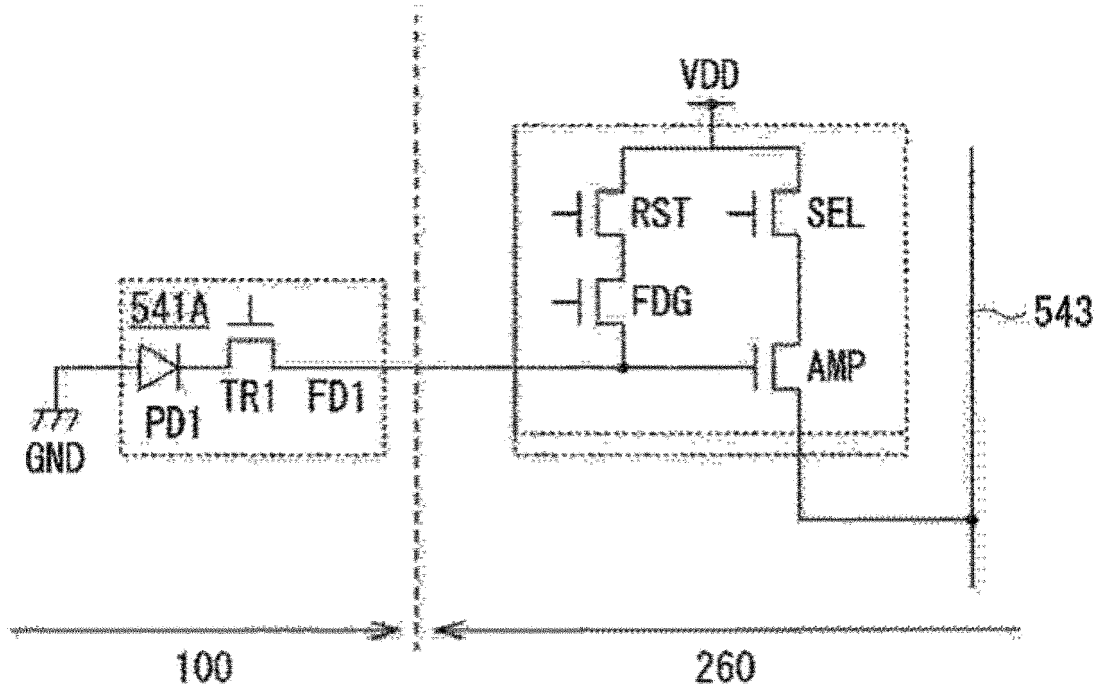 VDD
RST
SEL
FDG
543
541A
AMP
TR1
FD1
PD1
GND
100
260